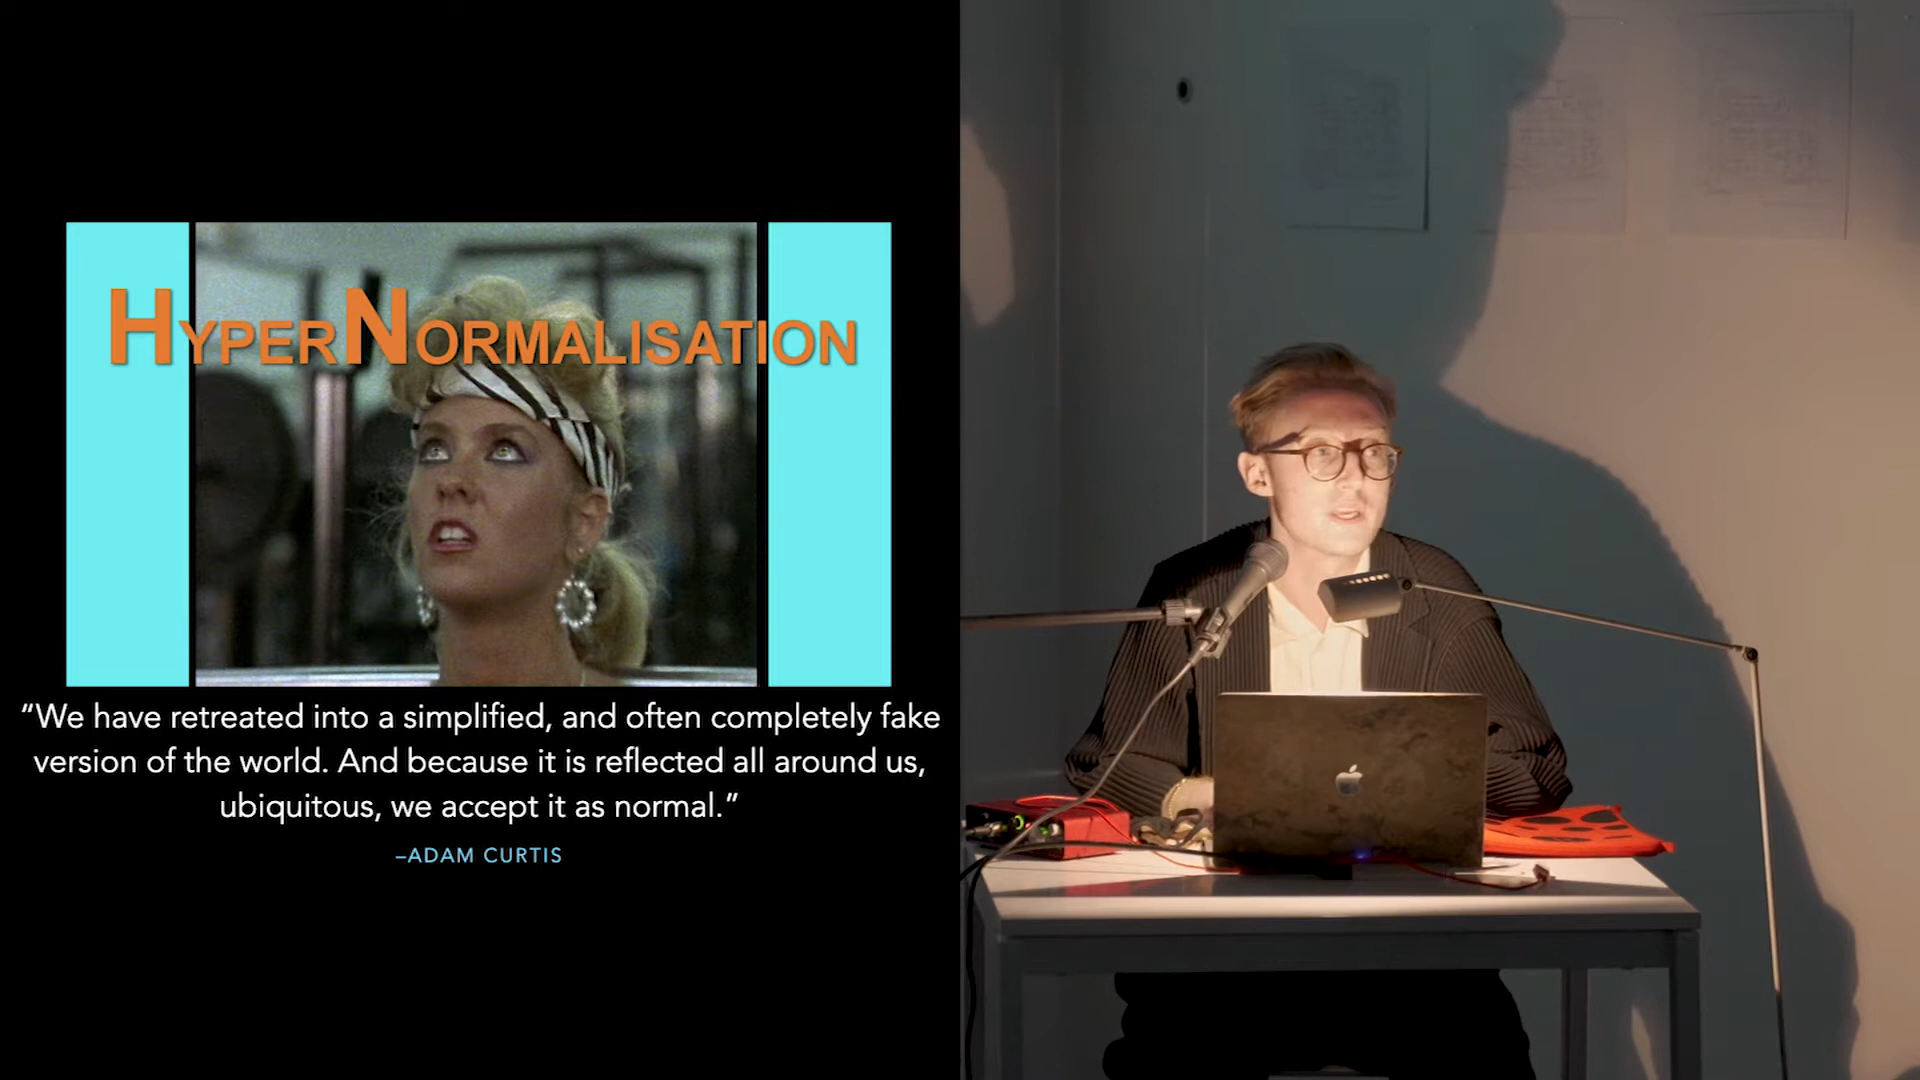 HYPERNORMALISATION
“We have retreated into a simplified, and often completely fake
version of the world. And because it is reflected all around us,
ubiquitous, we accept it as normal.”
–ADAM CURTIS